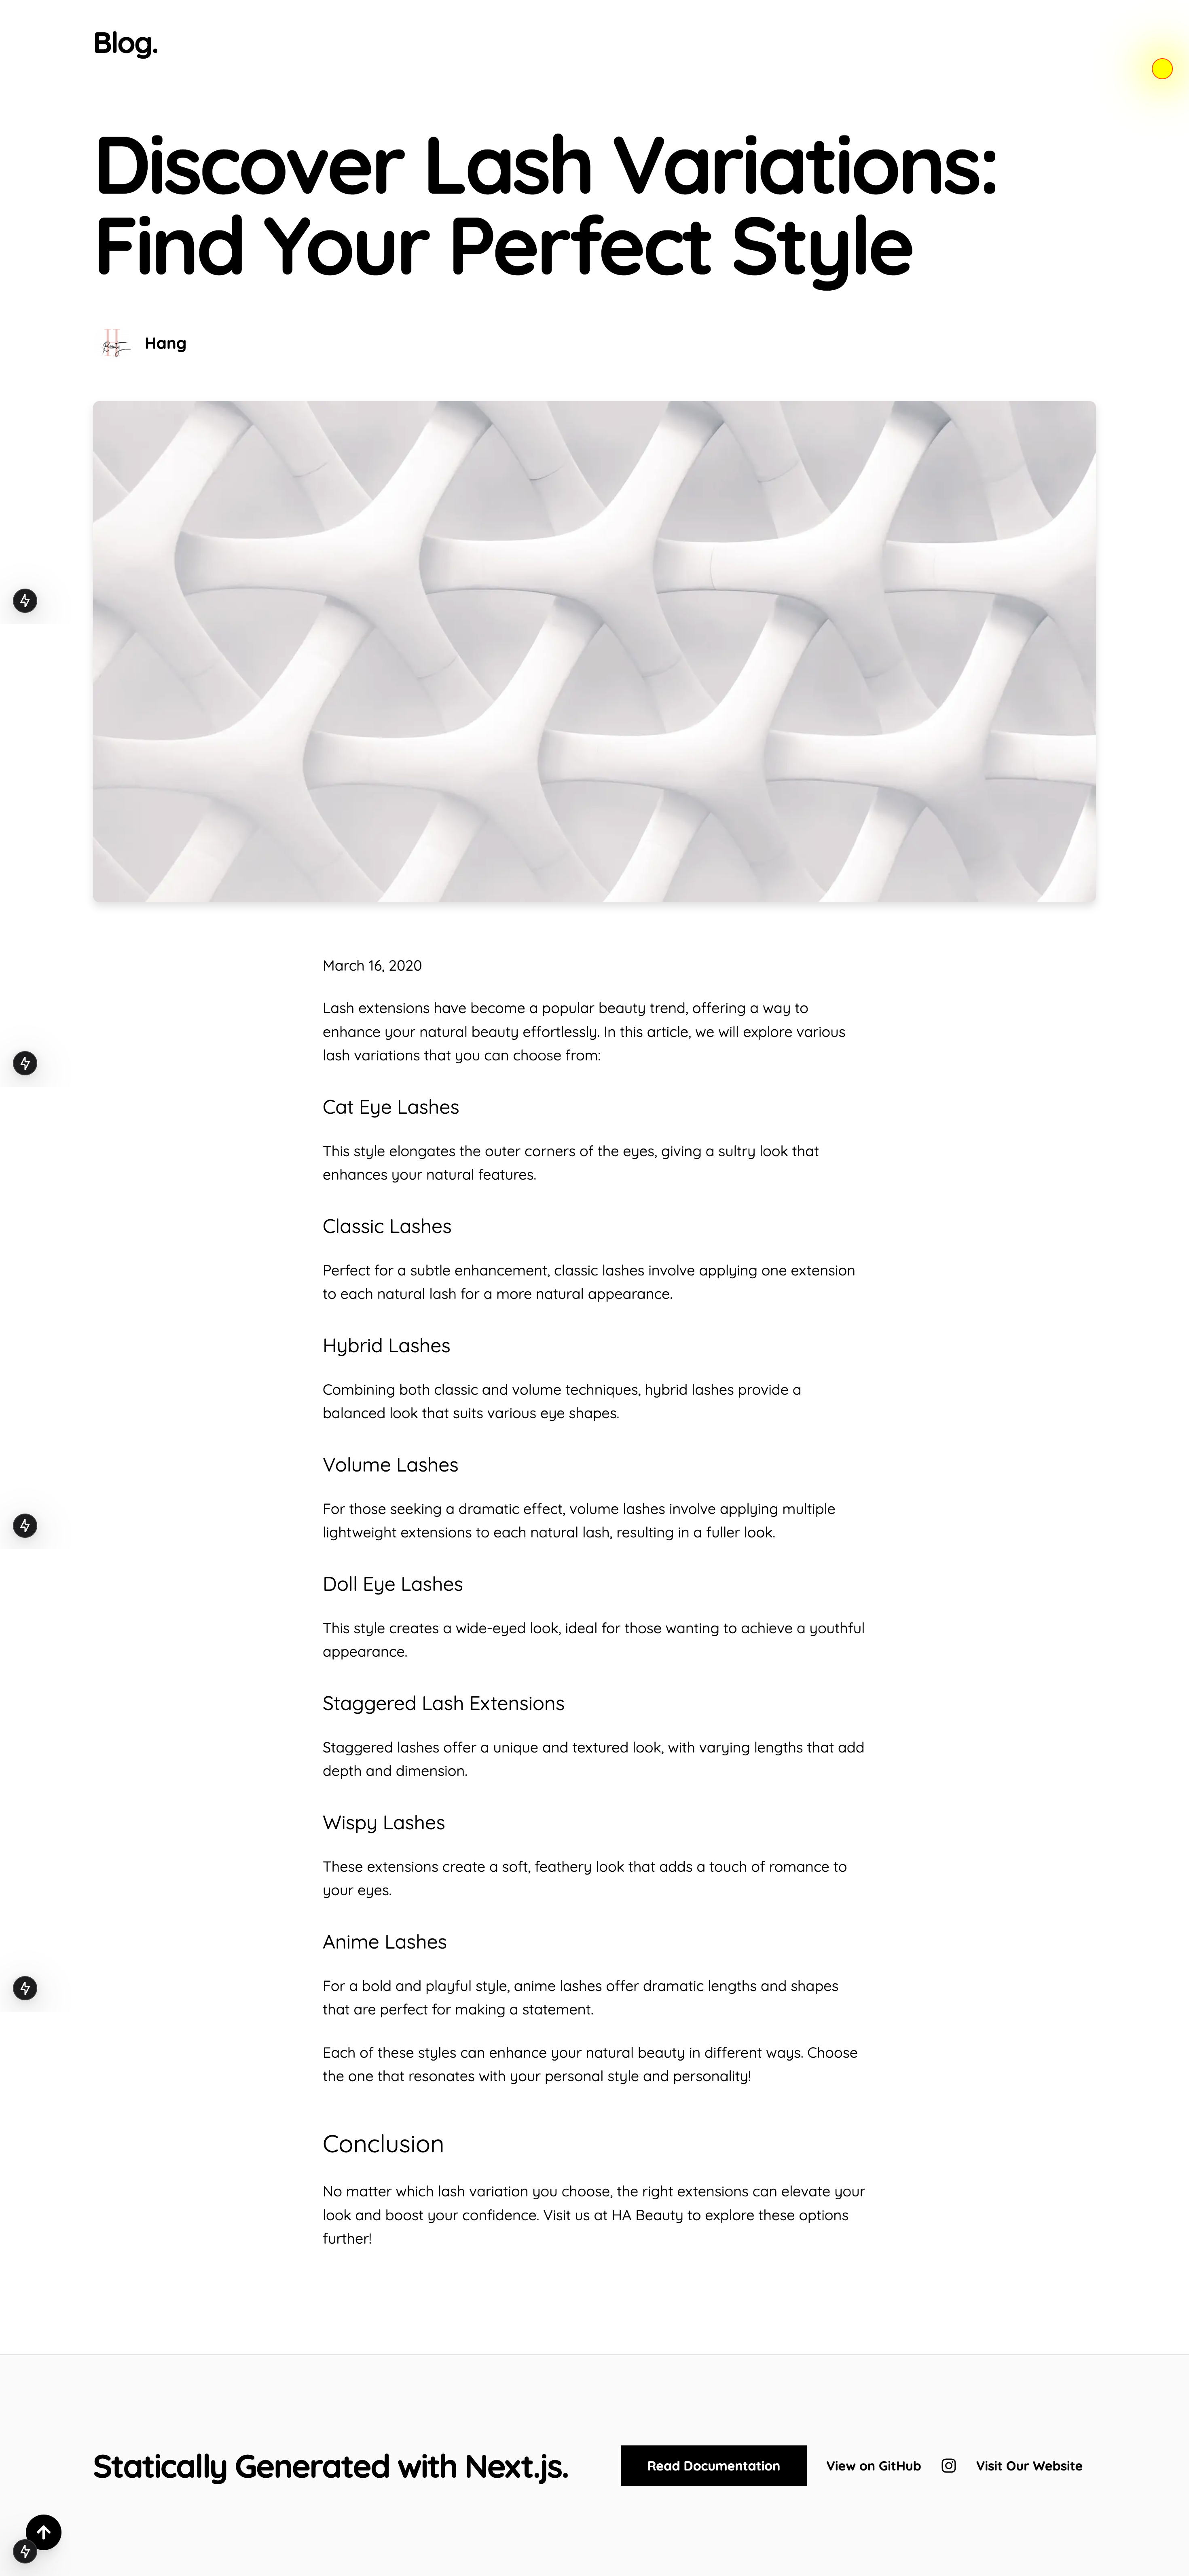 Blog.
Discover Lash Variations:
Find Your Perfect Style
Beauty
Hang
March 16, 2020
Lash extensions have become a popular beauty trend, offering a way to
enhance your natural beauty effortlessly. In this article, we will explore various
lash variations that you can choose from:
Cat Eye Lashes
This style elongates the outer corners of the eyes, giving a sultry look that
enhances your natural features.
Classic Lashes
Perfect for a subtle enhancement, classic lashes involve applying one extension
to each natural lash for a more natural appearance.
Hybrid Lashes
Combining both classic and volume techniques, hybrid lashes provide a
balanced look that suits various eye shapes.
Volume Lashes
For those seeking a dramatic effect, volume lashes involve applying multiple
lightweight extensions to each natural lash, resulting in a fuller look.
Doll Eye Lashes
This style creates a wide-eyed look, ideal for those wanting to achieve a youthful
appearance.
Staggered Lash Extensions
Staggered lashes offer a unique and textured look, with varying lengths that add
depth and dimension.
Wispy Lashes
These extensions create a soft, feathery look that adds a touch of romance to
your eyes.
Anime Lashes
For a bold and playful style, anime lashes offer dramatic lengths and shapes
that are perfect for making a statement.
Each of these styles can enhance your natural beauty in different ways. Choose
the one that resonates with your personal style and personality!
Conclusion
No matter which lash variation you choose, the right extensions can elevate your
look and boost your confidence. Visit us at HA Beauty to explore these options
further!
Statically Generated with Next.js.
Read Documentation
View on GitHub
Visit Our Website